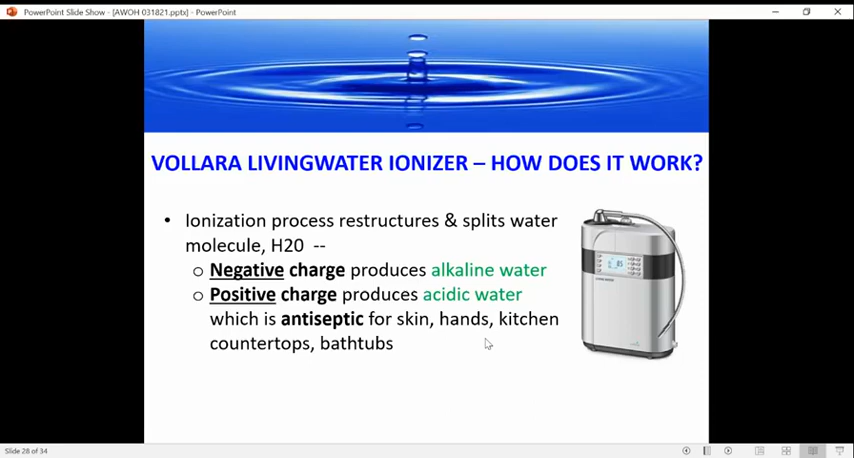 PowerPoint Slide Show - [AWOH 031821.pptx] - PowerPoint
VOLLARA LIVINGWATER IONIZER – HOW DOES IT WORK?
• Ionization process restructures & splits water
molecule, H20 --
o Negative charge produces alkaline water
o Positive charge produces acidic water
which is antiseptic for skin, hands, kitchen
countertops, bathtubs
Slide 28 of 34